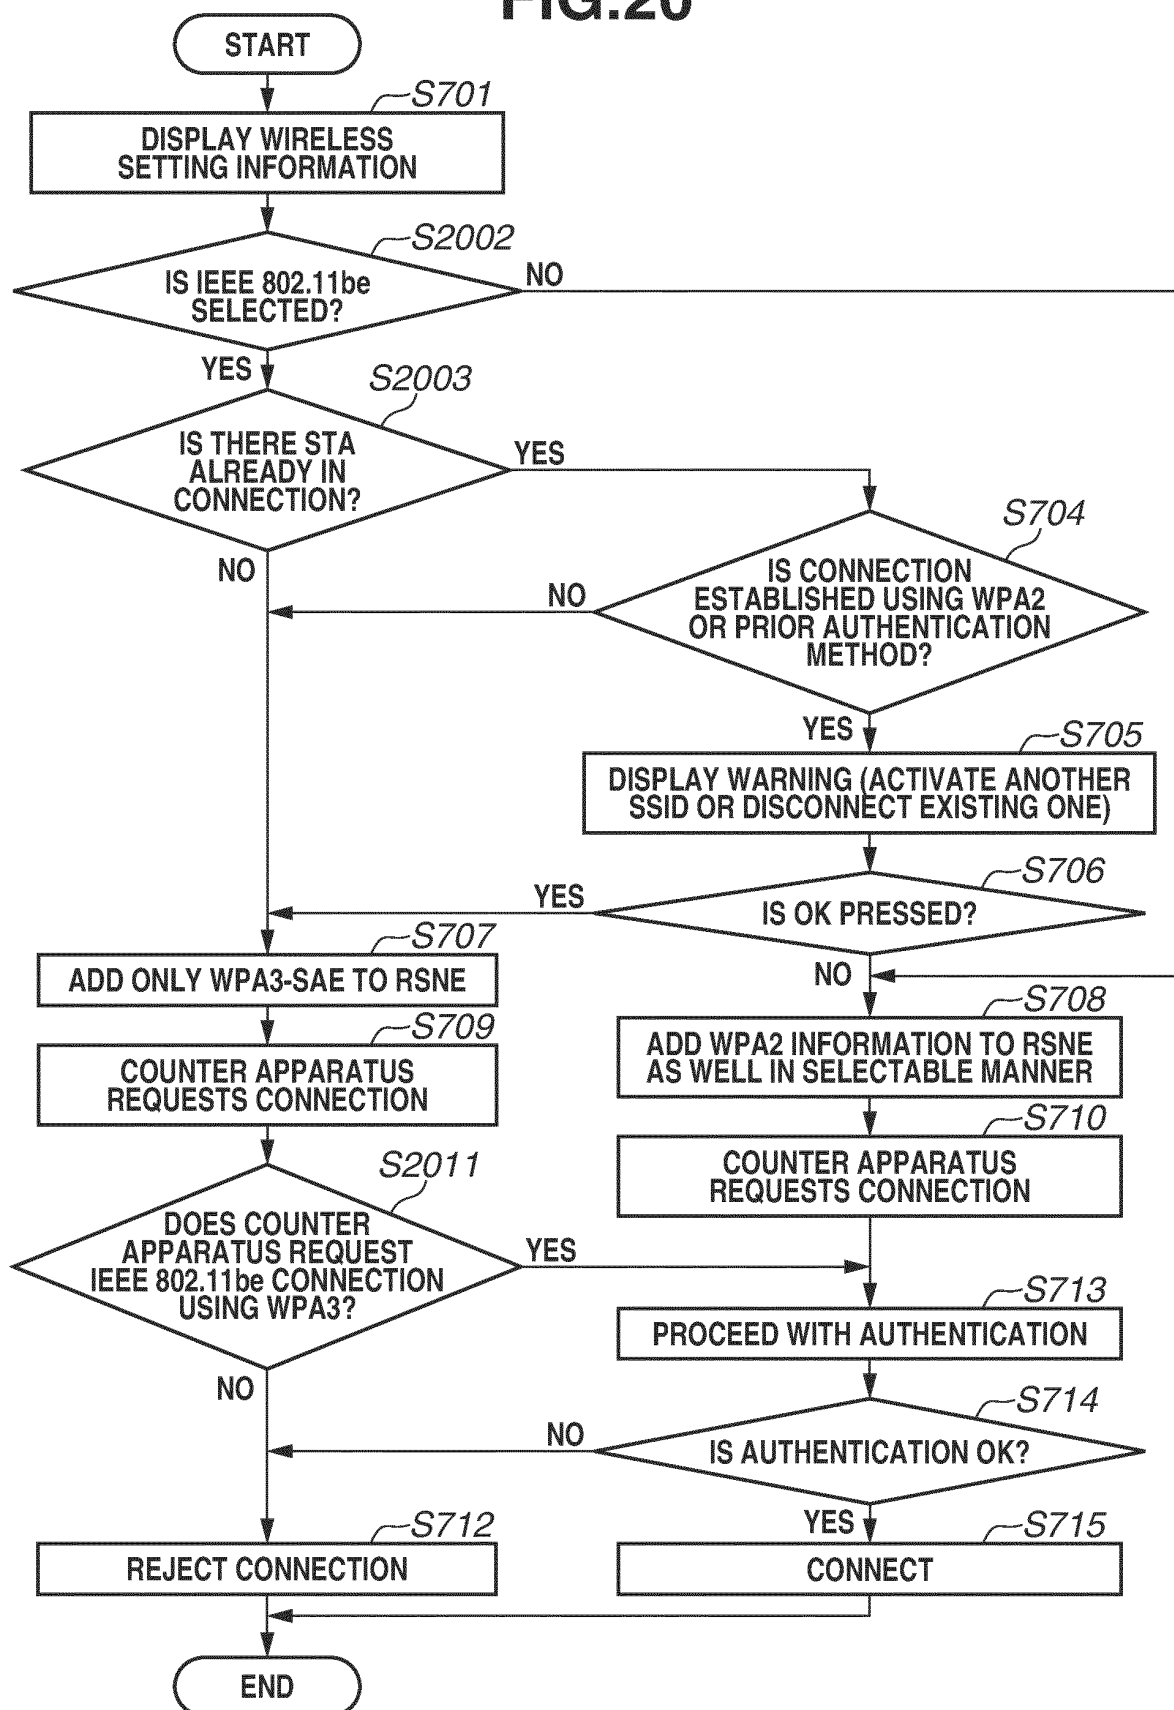 FIG.20
START
S701
DISPLAY WIRELESS
SETTING INFORMATION
S2002
IS IEEE 802.11be
SELECTED?
NO
YES
S2003
IS THERE STA
ALREADY IN
CONNECTION?
YES
NO
S704
IS CONNECTION
ESTABLISHED USING WPA2
OR PRIOR AUTHENTICATION
METHOD?
NO
YES
S705
DISPLAY WARNING (ACTIVATE ANOTHER
SSID OR DISCONNECT EXISTING ONE)
S706
IS OK PRESSED?
YES
NO
S707
ADD ONLY WPA3-SAE TO RSNE
S708
ADD WPA2 INFORMATION TO RSNE
AS WELL IN SELECTABLE MANNER
S709
COUNTER APPARATUS
REQUESTS CONNECTION
S710
COUNTER APPARATUS
REQUESTS CONNECTION
S2011
DOES COUNTER
APPARATUS REQUEST
IEEE 802.11be CONNECTION
USING WPA3?
YES
NO
S713
PROCEED WITH AUTHENTICATION
S714
IS AUTHENTICATION OK?
NO
YES
S712
REJECT CONNECTION
S715
CONNECT
END